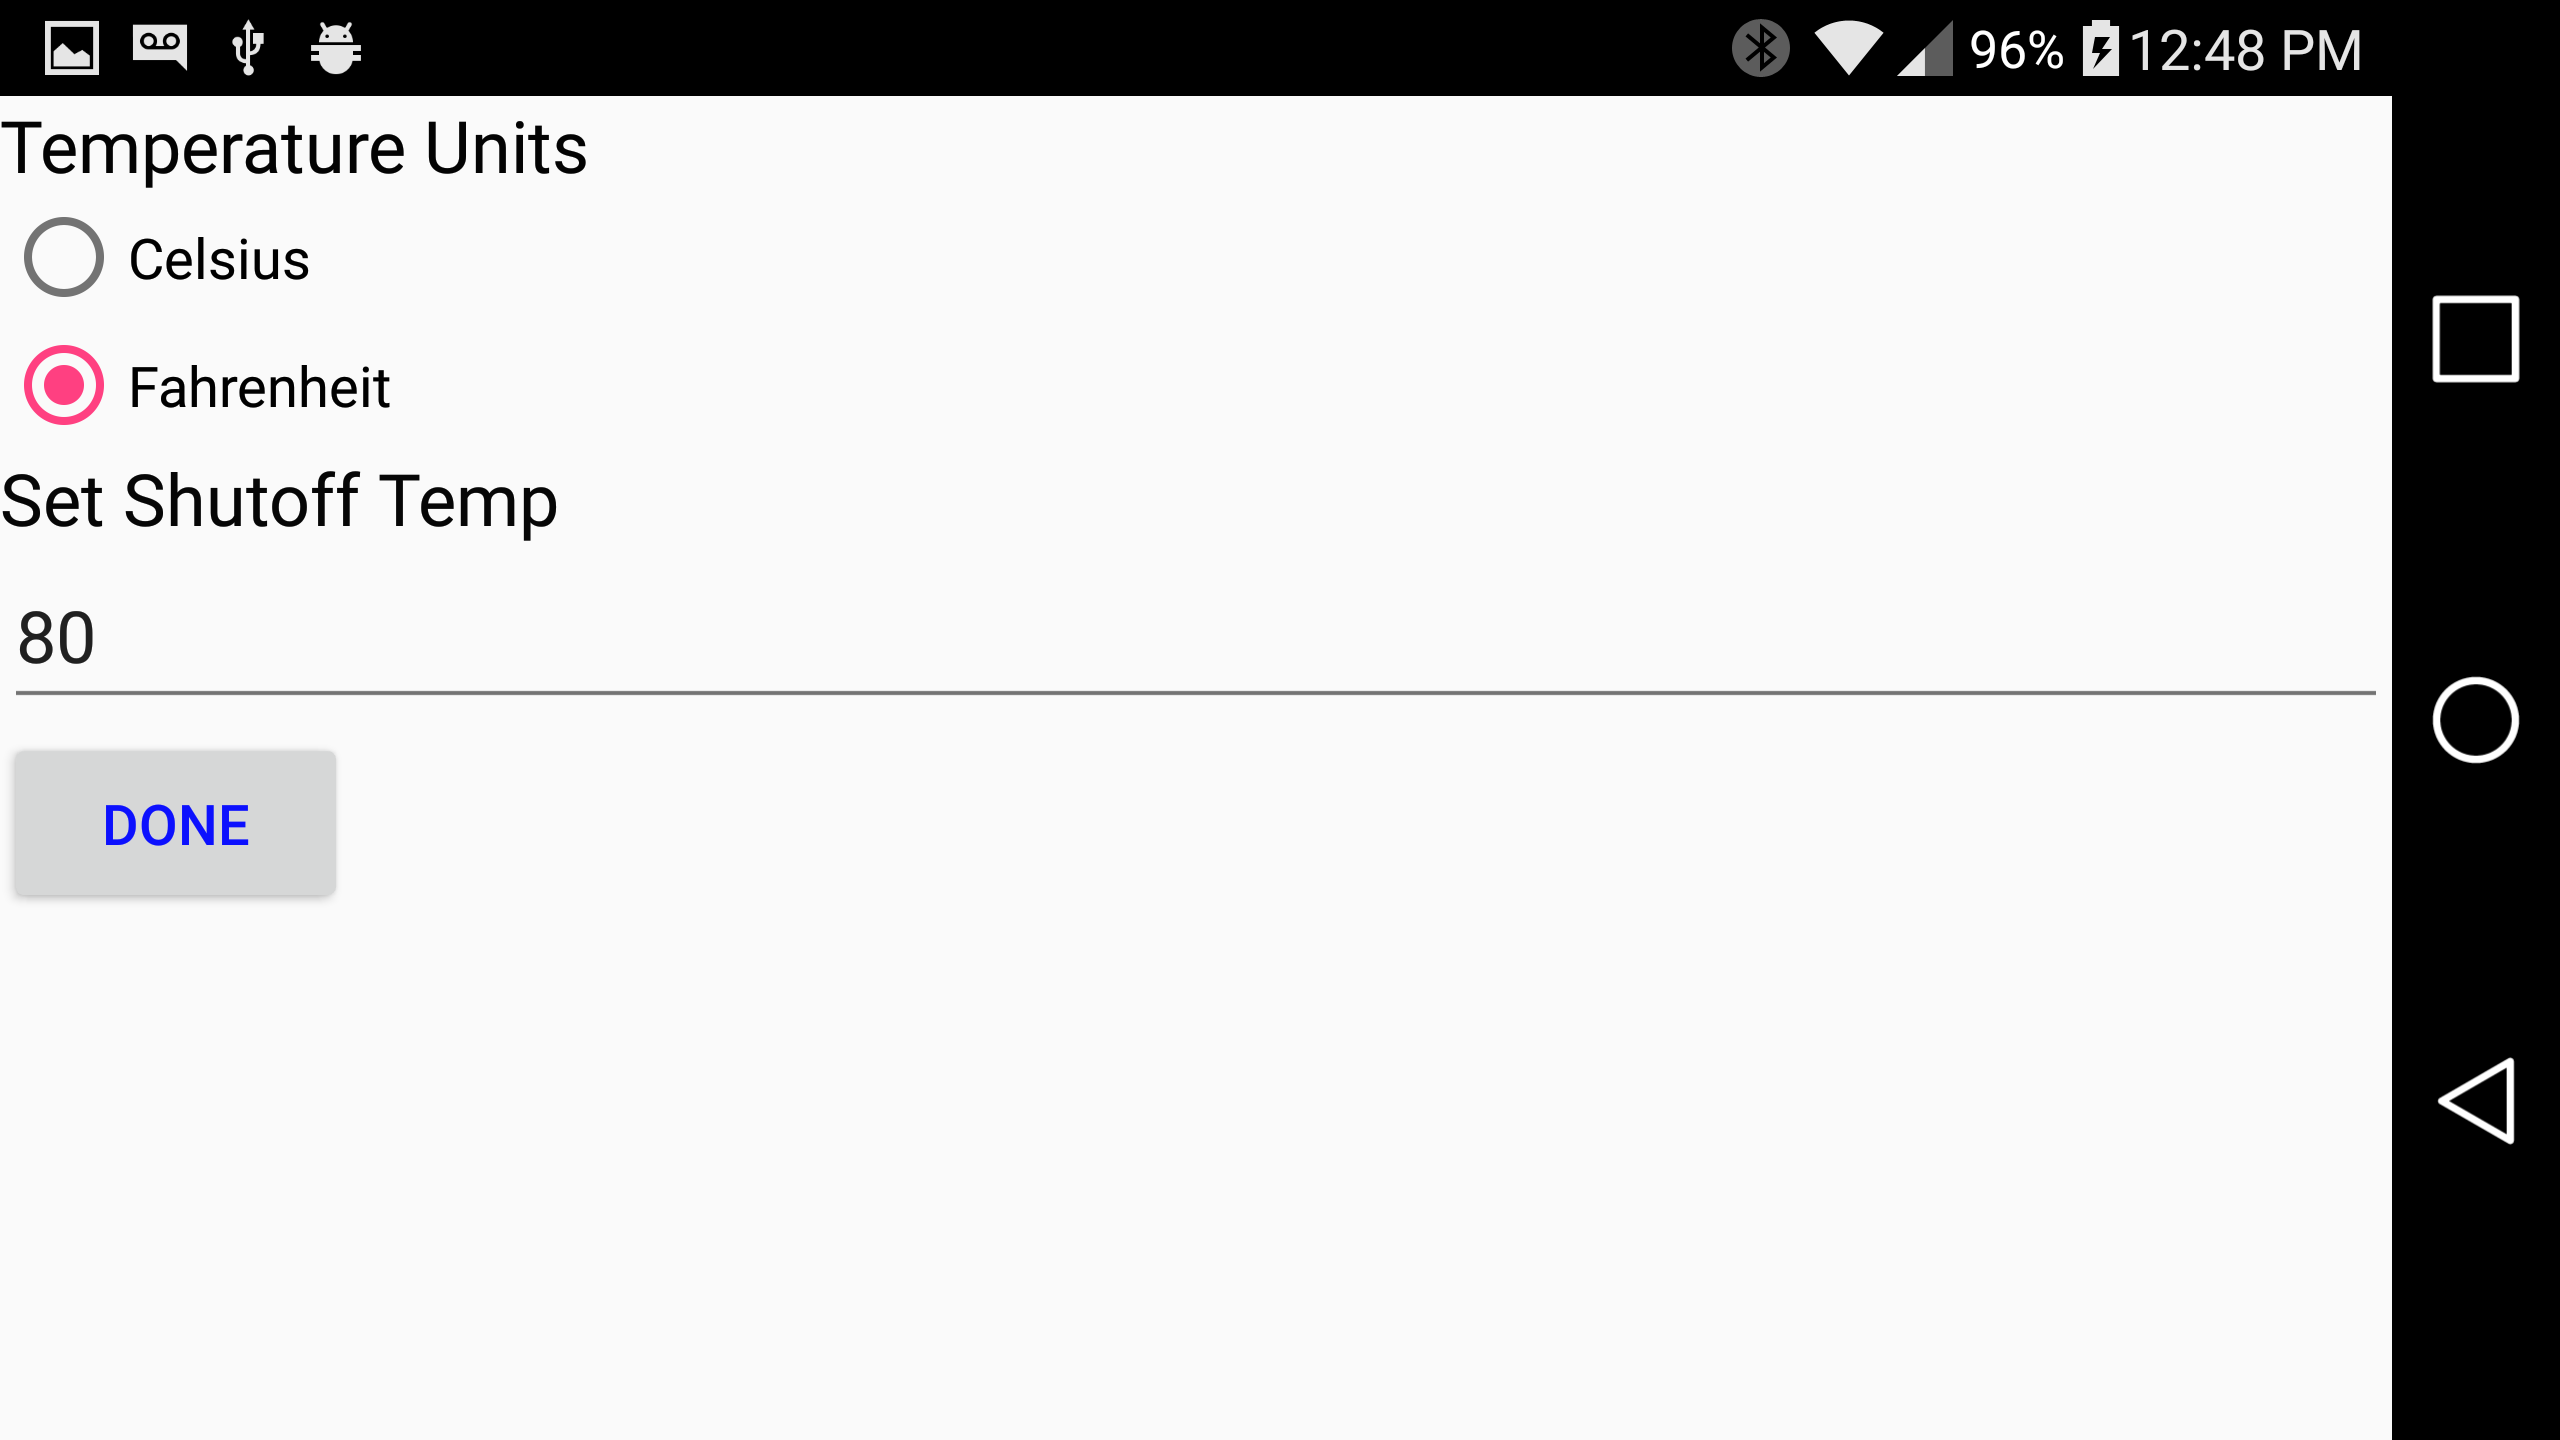 96% 12:48 PM
Temperature Units
Celsius
Fahrenheit
Set Shutoff Temp
80
DONE